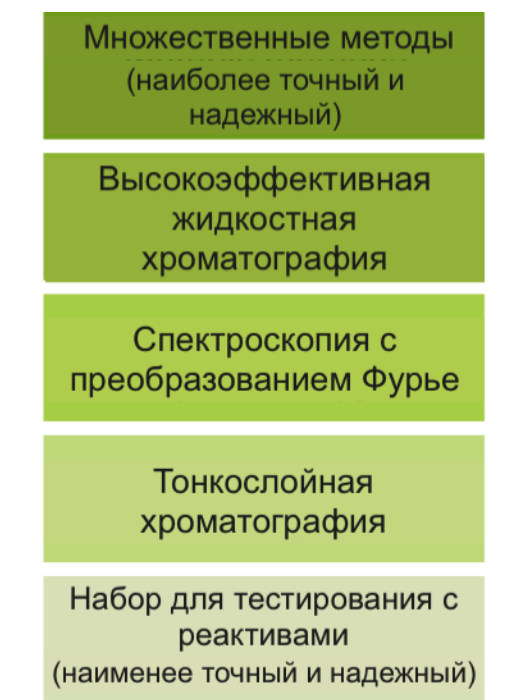 Множественные методы
(наиболее точный и
надежный)
Высокоэффективная
жидкостная
хроматография
Спектроскопия с
преобразованием Фурье
Тонкослойная
хроматография
Набор для тестирования с
реактивами
(наименее точный и надежный)